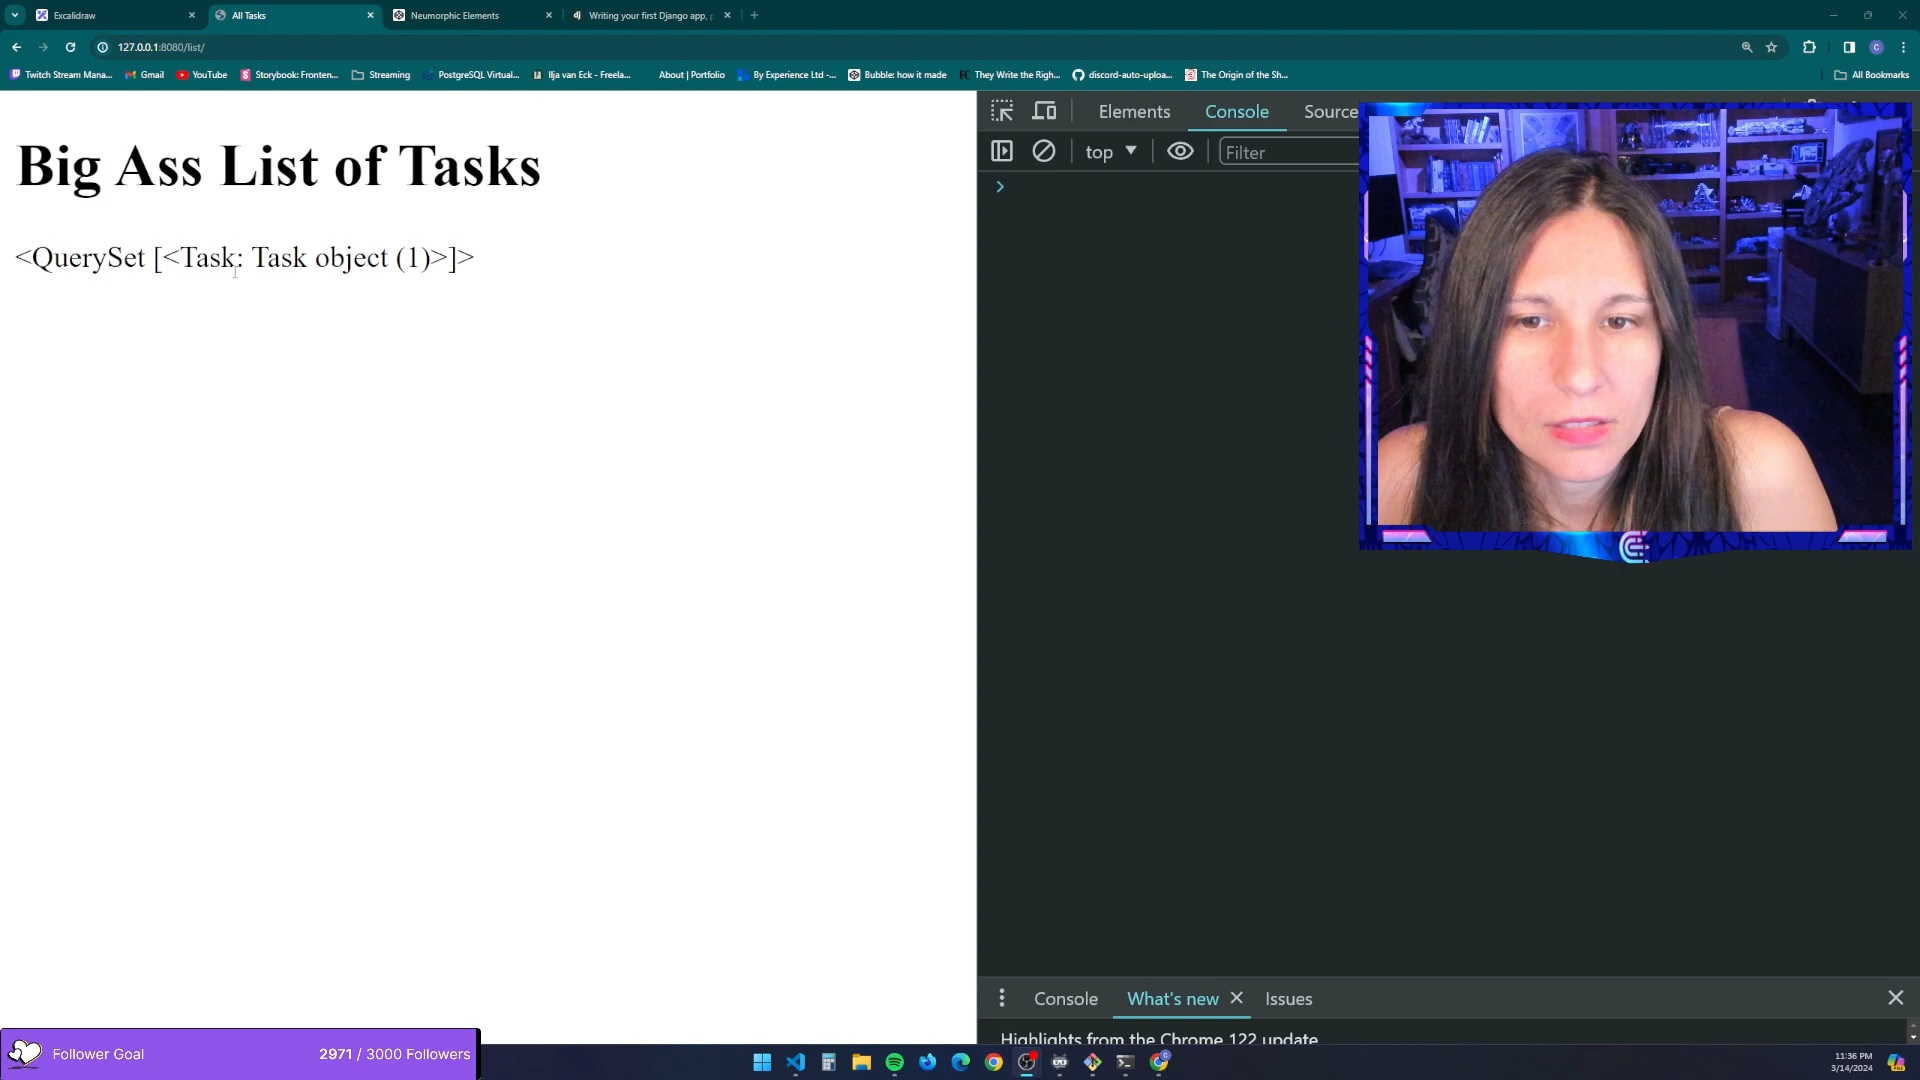 Excalidraw
All Tasks
Neumorphic Elements
Writing your first Django app, p
127.0.0.1:8080/list/
Twitch Stream Mana...
Gmail
YouTube
Storybook: Fronten...
Streaming
PostgreSQL Virtual...
Ilja van Eck - Freela...
About | Portfolio
By Experience Ltd -...
Bubble: how it made
They Write the Righ...
discord-auto-uploa...
The Origin of the Sh...
All Bookmarks
Big Ass List of Tasks
<QuerySet [<Task: Task object (1)>]>
Elements
Console
Source
top
Filter
Console
What's new
Issues
Highlights from the Chrome 122 update
Follower Goal
2971 / 3000 Followers
11:36 PM
3/14/2024